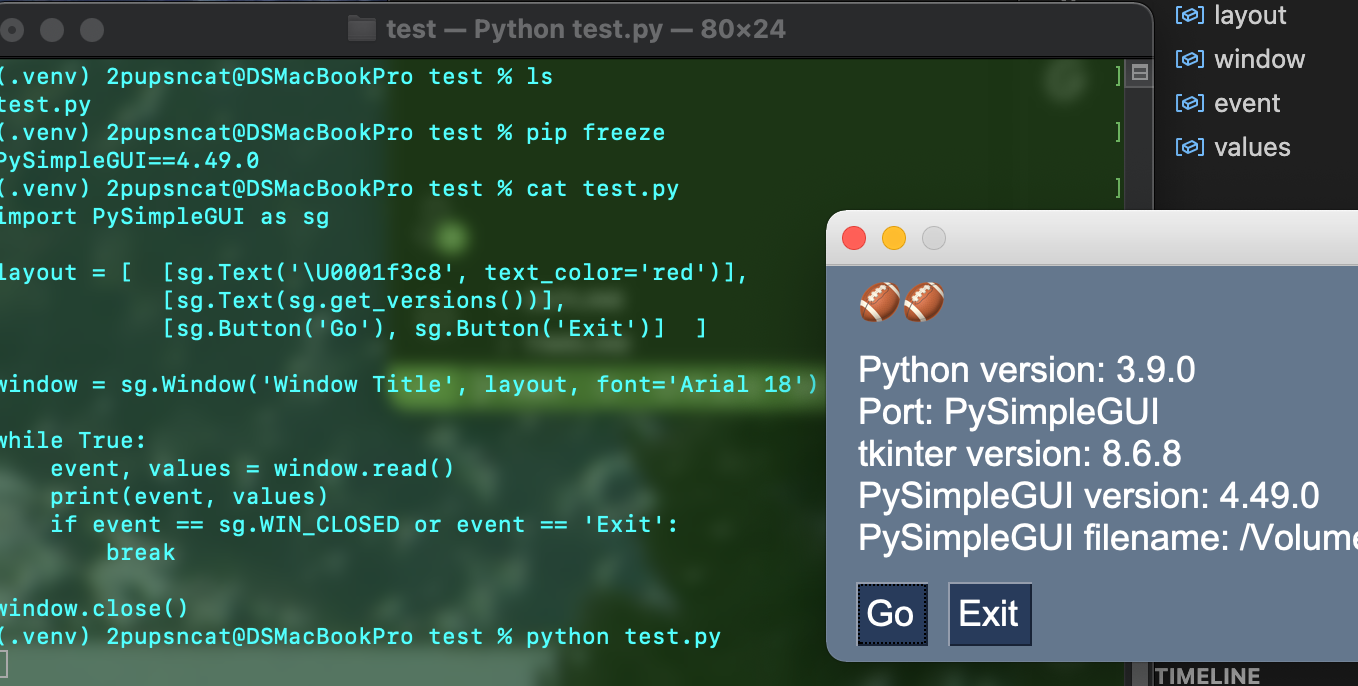 test — Python test.py — 80×24
(.venv) 2pupsncat@DSMacBookPro test % ls
test.py
(.venv) 2pupsncat@DSMacBookPro test % pip freeze
PySimpleGUI==4.49.0
(.venv) 2pupsncat@DSMacBookPro test % cat test.py
import PySimpleGUI as sg
layout = [  [sg.Text('\U0001f3c8', text_color='red')],
            [sg.Text(sg.get_versions())],
            [sg.Button('Go'), sg.Button('Exit')]  ]
window = sg.Window('Window Title', layout, font='Arial 18')
while True:
    event, values = window.read()
    print(event, values)
    if event == sg.WIN_CLOSED or event == 'Exit':
        break
window.close()
(.venv) 2pupsncat@DSMacBookPro test % python test.py
layout
window
event
values
🏈🏈
Python version: 3.9.0
Port: PySimpleGUI
tkinter version: 8.6.8
PySimpleGUI version: 4.49.0
PySimpleGUI filename: /Volume
Go Exit
TIMELINE